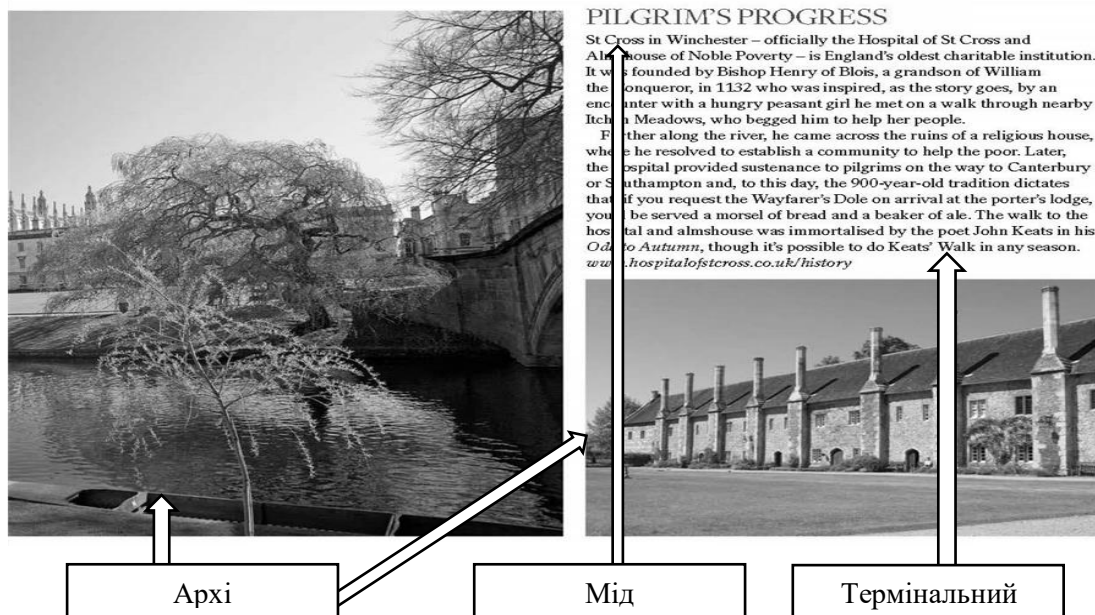 PILGRIM'S PROGRESS
St Cross in Winchester – officially the Hospital of St Cross and
Almshouse of Noble Poverty – is England's oldest charitable institution.
It was founded by Bishop Henry of Blois, a grandson of William
the Conqueror, in 1132 who was inspired, as the story goes, by an
encounter with a hungry peasant girl he met on a walk through nearby
Itchen Meadows, who begged him to help her people.
Further along the river, he came across the ruins of a religious house,
where he resolved to establish a community to help the poor. Later,
the hospital provided sustenance to pilgrims on the way to Canterbury
or Southampton and, to this day, the 900-year-old tradition dictates
that if you request the Wayfarer's Dole on arrival at the porter's lodge,
you'll be served a morsel of bread and a beaker of ale. The walk to the
hospital and almshouse was immortalised by the poet John Keats in his
Ode to Autumn, though it's possible to do Keats' Walk in any season.
www.hospitalofstcross.co.uk/history
Архі
Мід
Термінальний